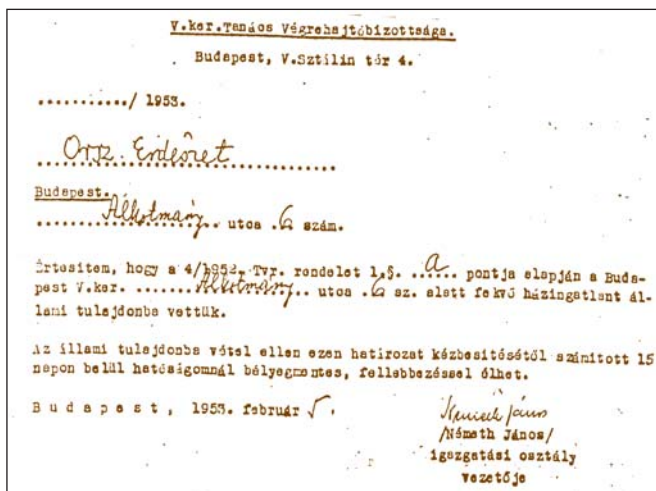 V.ker.Tanács Végrehajtóbizottsága.
Budapest, V.Sztálin tér 4.
.........../ 1953.
Orsz. Erdészet
Budapest.
Alkotmány utca 6 szám.
Értesitem, hogy a 4/1952. Tvr. rendelet 1.§. a pontja alapján a Buda-
pest V.ker. Alkotmány utca 6 sz. alatt fekvő házingatlant ál-
lami tulajdonba vettük.
Az állami tulajdonba vétel ellen ezen határozat kézbesitésétől számitott 15
napon belül hatóságomnál bélyegmentes, fellebbezéssel élhet.
Budapest, 1953. február 5.
Németh János
/Németh János/
igazgatási osztály
vezetője